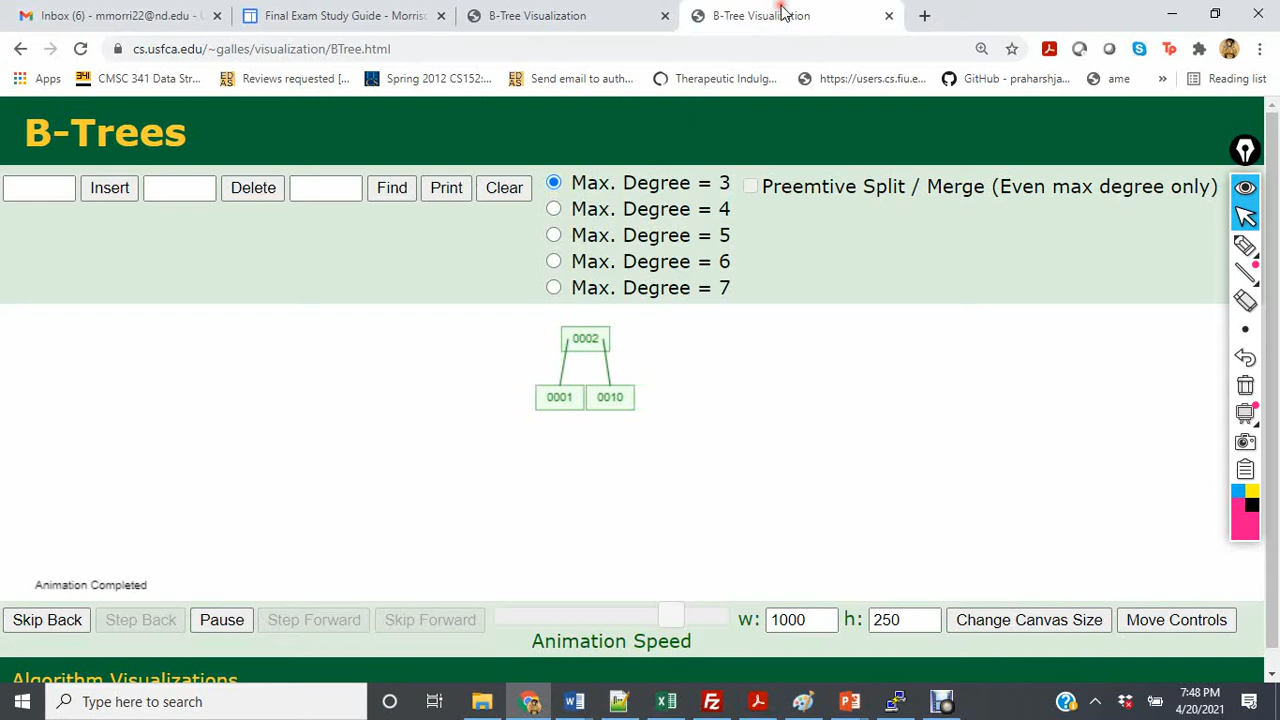 Inbox (6) - mmorri22@nd.edu - U
Final Exam Study Guide - Morris
B-Tree Visualization
B-Tree Visualization
cs.usfca.edu/~galles/visualization/BTree.html
Apps
CMSC 341 Data Str...
Reviews requested [...
Spring 2012 CS152:...
Send email to auth...
Therapeutic Indulg...
https://users.cs.fiu.e...
GitHub - praharshja...
ame
»
Reading list
B-Trees
Insert
Delete
Find
Print
Clear
Max. Degree = 3
Preemtive Split / Merge (Even max degree only)
Max. Degree = 4
Max. Degree = 5
Max. Degree = 6
Max. Degree = 7
0002
0001
0010
Animation Completed
Skip Back
Step Back
Pause
Step Forward
Skip Forward
w: 1000
h: 250
Change Canvas Size
Move Controls
Animation Speed
Algorithm Visualizations
Type here to search
7:48 PM
4/20/2021